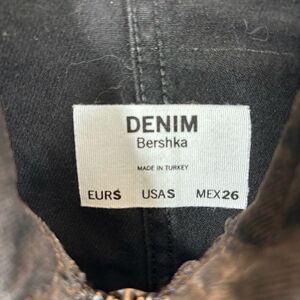 DENIM
Bershka
MADE IN TURKEY
EUR S USA S MEX 26